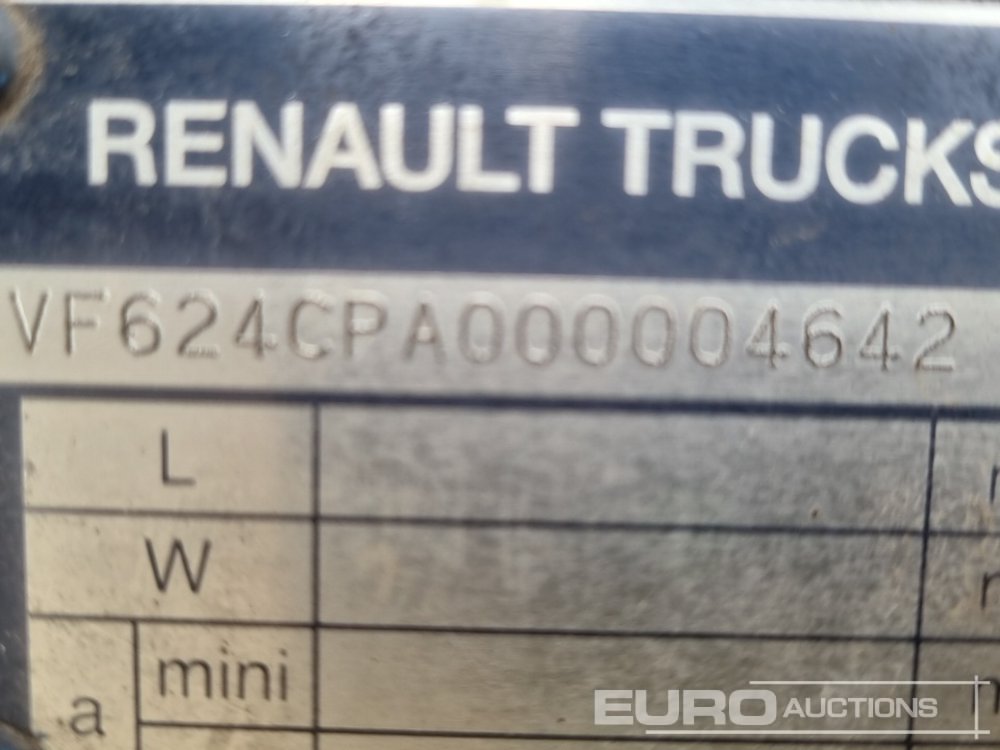 RENAULT TRUCKS
VF624CPA000004642
L
W
mini
a
EURO AUCTIONS